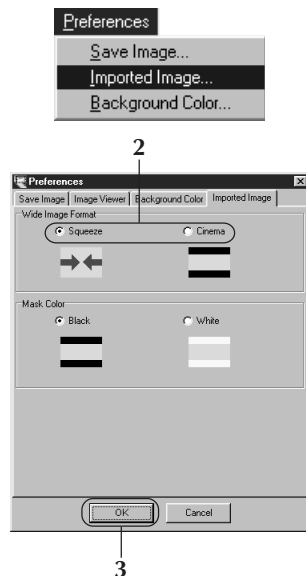 Preferences
Save Image...
Imported Image...
Background Color...
2
Preferences
Save Image Image Viewer Background Color Imported Image
Wide Image Format
Squeeze Cinema
Mask Color
Black White
OK Cancel
3